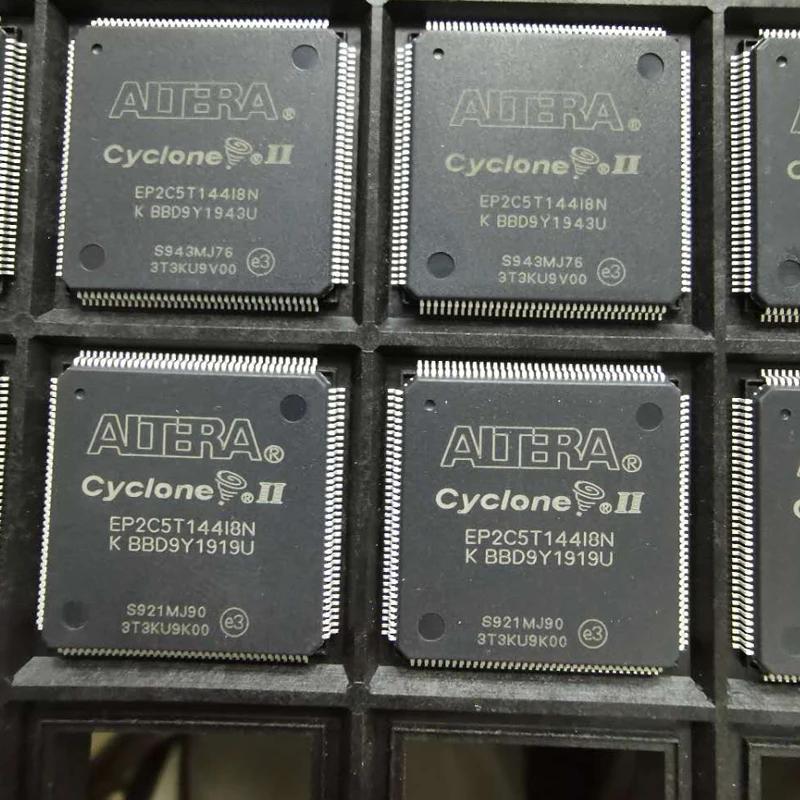 ALTERA®
Cyclone® II
EP2C5T144I8N
K BBD9Y1943U
S943MJ76
3T3KU9V00 e3
ALTERA®
Cyclone® II
EP2C5T144I8N
K BBD9Y1943U
S943MJ76
3T3KU9V00 e3
ALTERA®
Cyclone® II
EP2C5T144I8N
K BBD9Y1919U
S921MJ90
3T3KU9K00 e3
ALTERA®
Cyclone® II
EP2C5T144I8N
K BBD9Y1919U
S921MJ90
3T3KU9K00 e3